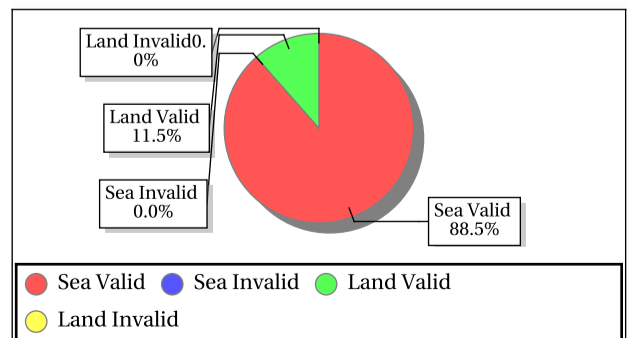 Land Invalid0.
0%
Land Valid
11.5%
Sea Invalid
0.0%
Sea Valid
88.5%
Sea Valid Sea Invalid Land Valid
Land Invalid